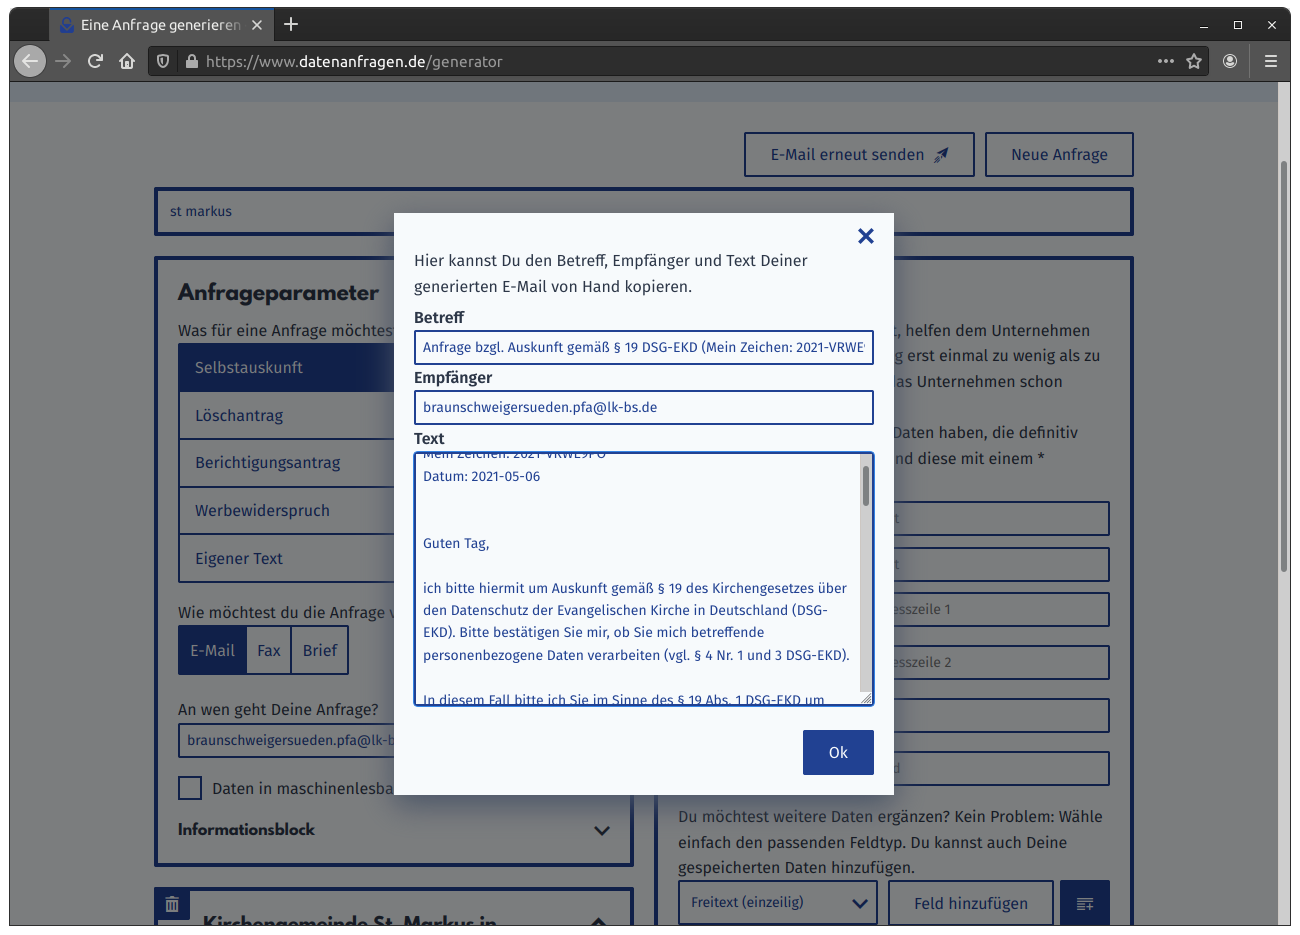 Eine Anfrage generieren
https://www.datenanfragen.de/generator
E-Mail erneut senden
Neue Anfrage
st markus
Anfrageparameter
Was für eine Anfrage möchtes
Selbstauskunft
Löschantrag
Berichtigungsantrag
Werbewiderspruch
Eigener Text
Wie möchtest du die Anfrage
E-Mail
Fax
Brief
An wen geht Deine Anfrage?
braunschweigersueden.pfa@lk-b
Daten in maschinenlesba
Informationsblock
Kirchengemeinde St. Markus in
Hier kannst Du den Betreff, Empfänger und Text Deiner
generierten E-Mail von Hand kopieren.
Betreff
Anfrage bzgl. Auskunft gemäß § 19 DSG-EKD (Mein Zeichen: 2021-VRWE
Empfänger
braunschweigersueden.pfa@lk-bs.de
Text
Mein Zeichen: 2021-VRWE9PO
Datum: 2021-05-06
Guten Tag,
ich bitte hiermit um Auskunft gemäß § 19 des Kirchengesetzes über
den Datenschutz der Evangelischen Kirche in Deutschland (DSG-
EKD). Bitte bestätigen Sie mir, ob Sie mich betreffende
personenbezogene Daten verarbeiten (vgl. § 4 Nr. 1 und 3 DSG-EKD).
In diesem Fall bitte ich Sie im Sinne des § 19 Abs. 1 DSG-EKD um
Ok
, helfen dem Unternehmen
g erst einmal zu wenig als zu
das Unternehmen schon
Daten haben, die definitiv
nd diese mit einem *
t
t
esszeile 1
esszeile 2
d
Du möchtest weitere Daten ergänzen? Kein Problem: Wähle
einfach den passenden Feldtyp. Du kannst auch Deine
gespeicherten Daten hinzufügen.
Freitext (einzeilig)
Feld hinzufügen